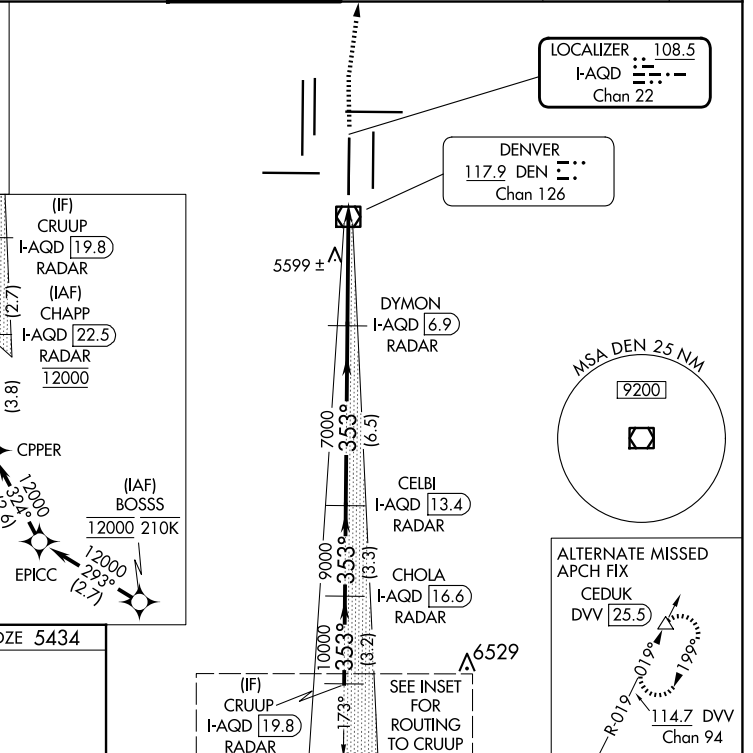 LOCALIZER 108.5
I-AQD
Chan 22
DENVER
117.9 DEN
Chan 126
(IF)
CRUUP
I-AQD 19.8
RADAR
(2.7)
(IAF)
CHAPP
I-AQD 22.5
RADAR
12000
(3.8)
CPPER
12000
324°
EPICC
(IAF)
BOSSS
12000 210K
12000
293°
(2.7)
5434
5599 ±
DYMON
I-AQD 6.9
RADAR
7000
353°
(6.5)
CELBI
I-AQD 13.4
RADAR
9000
353°
(3.3)
CHOLA
I-AQD 16.6
RADAR
10000
353°
(3.2)
6529
(IF)
CRUUP
I-AQD 19.8
RADAR
173°
SEE INSET
FOR
ROUTING
TO CRUUP
MSA DEN 25 NM
9200
ALTERNATE MISSED
APCH FIX
CEDUK
DVV 25.5
019°
199°
R-019
114.7 DVV
Chan 94